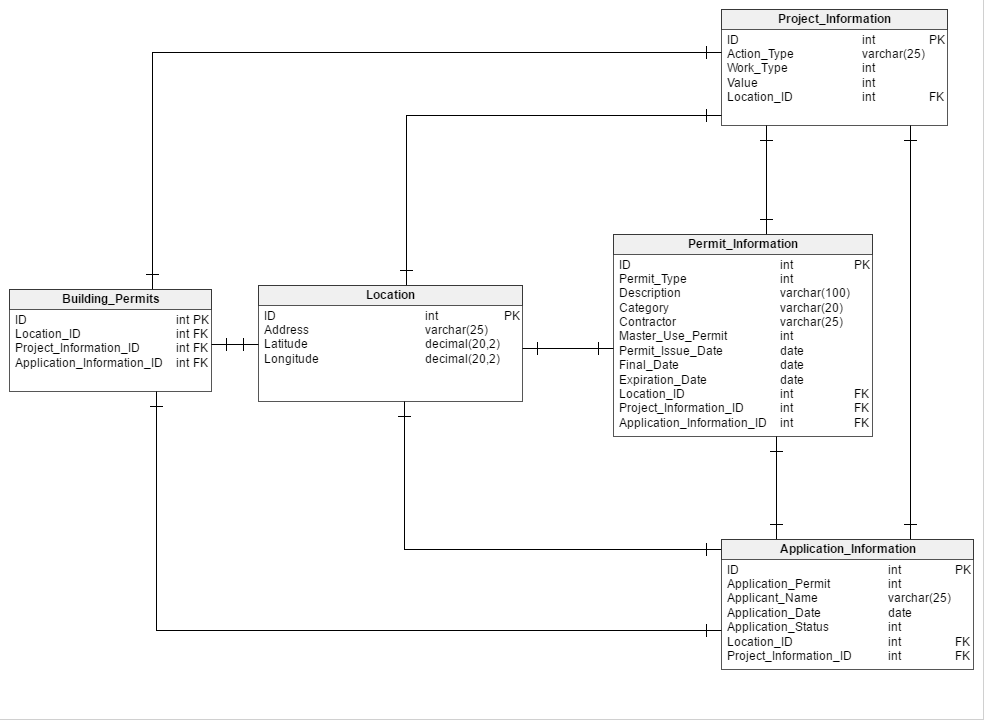 Project_Information
ID int PK
Action_Type varchar(25)
Work_Type int
Value int
Location_ID int FK
Permit_Information
ID int PK
Permit_Type int
Description varchar(100)
Category varchar(20)
Contractor varchar(25)
Master_Use_Permit int
Permit_Issue_Date date
Final_Date date
Expiration_Date date
Location_ID int FK
Project_Information_ID int FK
Application_Information_ID int FK
Building_Permits
ID int PK
Location_ID int FK
Project_Information_ID int FK
Application_Information_ID int FK
Location
ID int PK
Address varchar(25)
Latitude decimal(20,2)
Longitude decimal(20,2)
Application_Information
ID int PK
Application_Permit int
Applicant_Name varchar(25)
Application_Date date
Application_Status int
Location_ID int FK
Project_Information_ID int FK